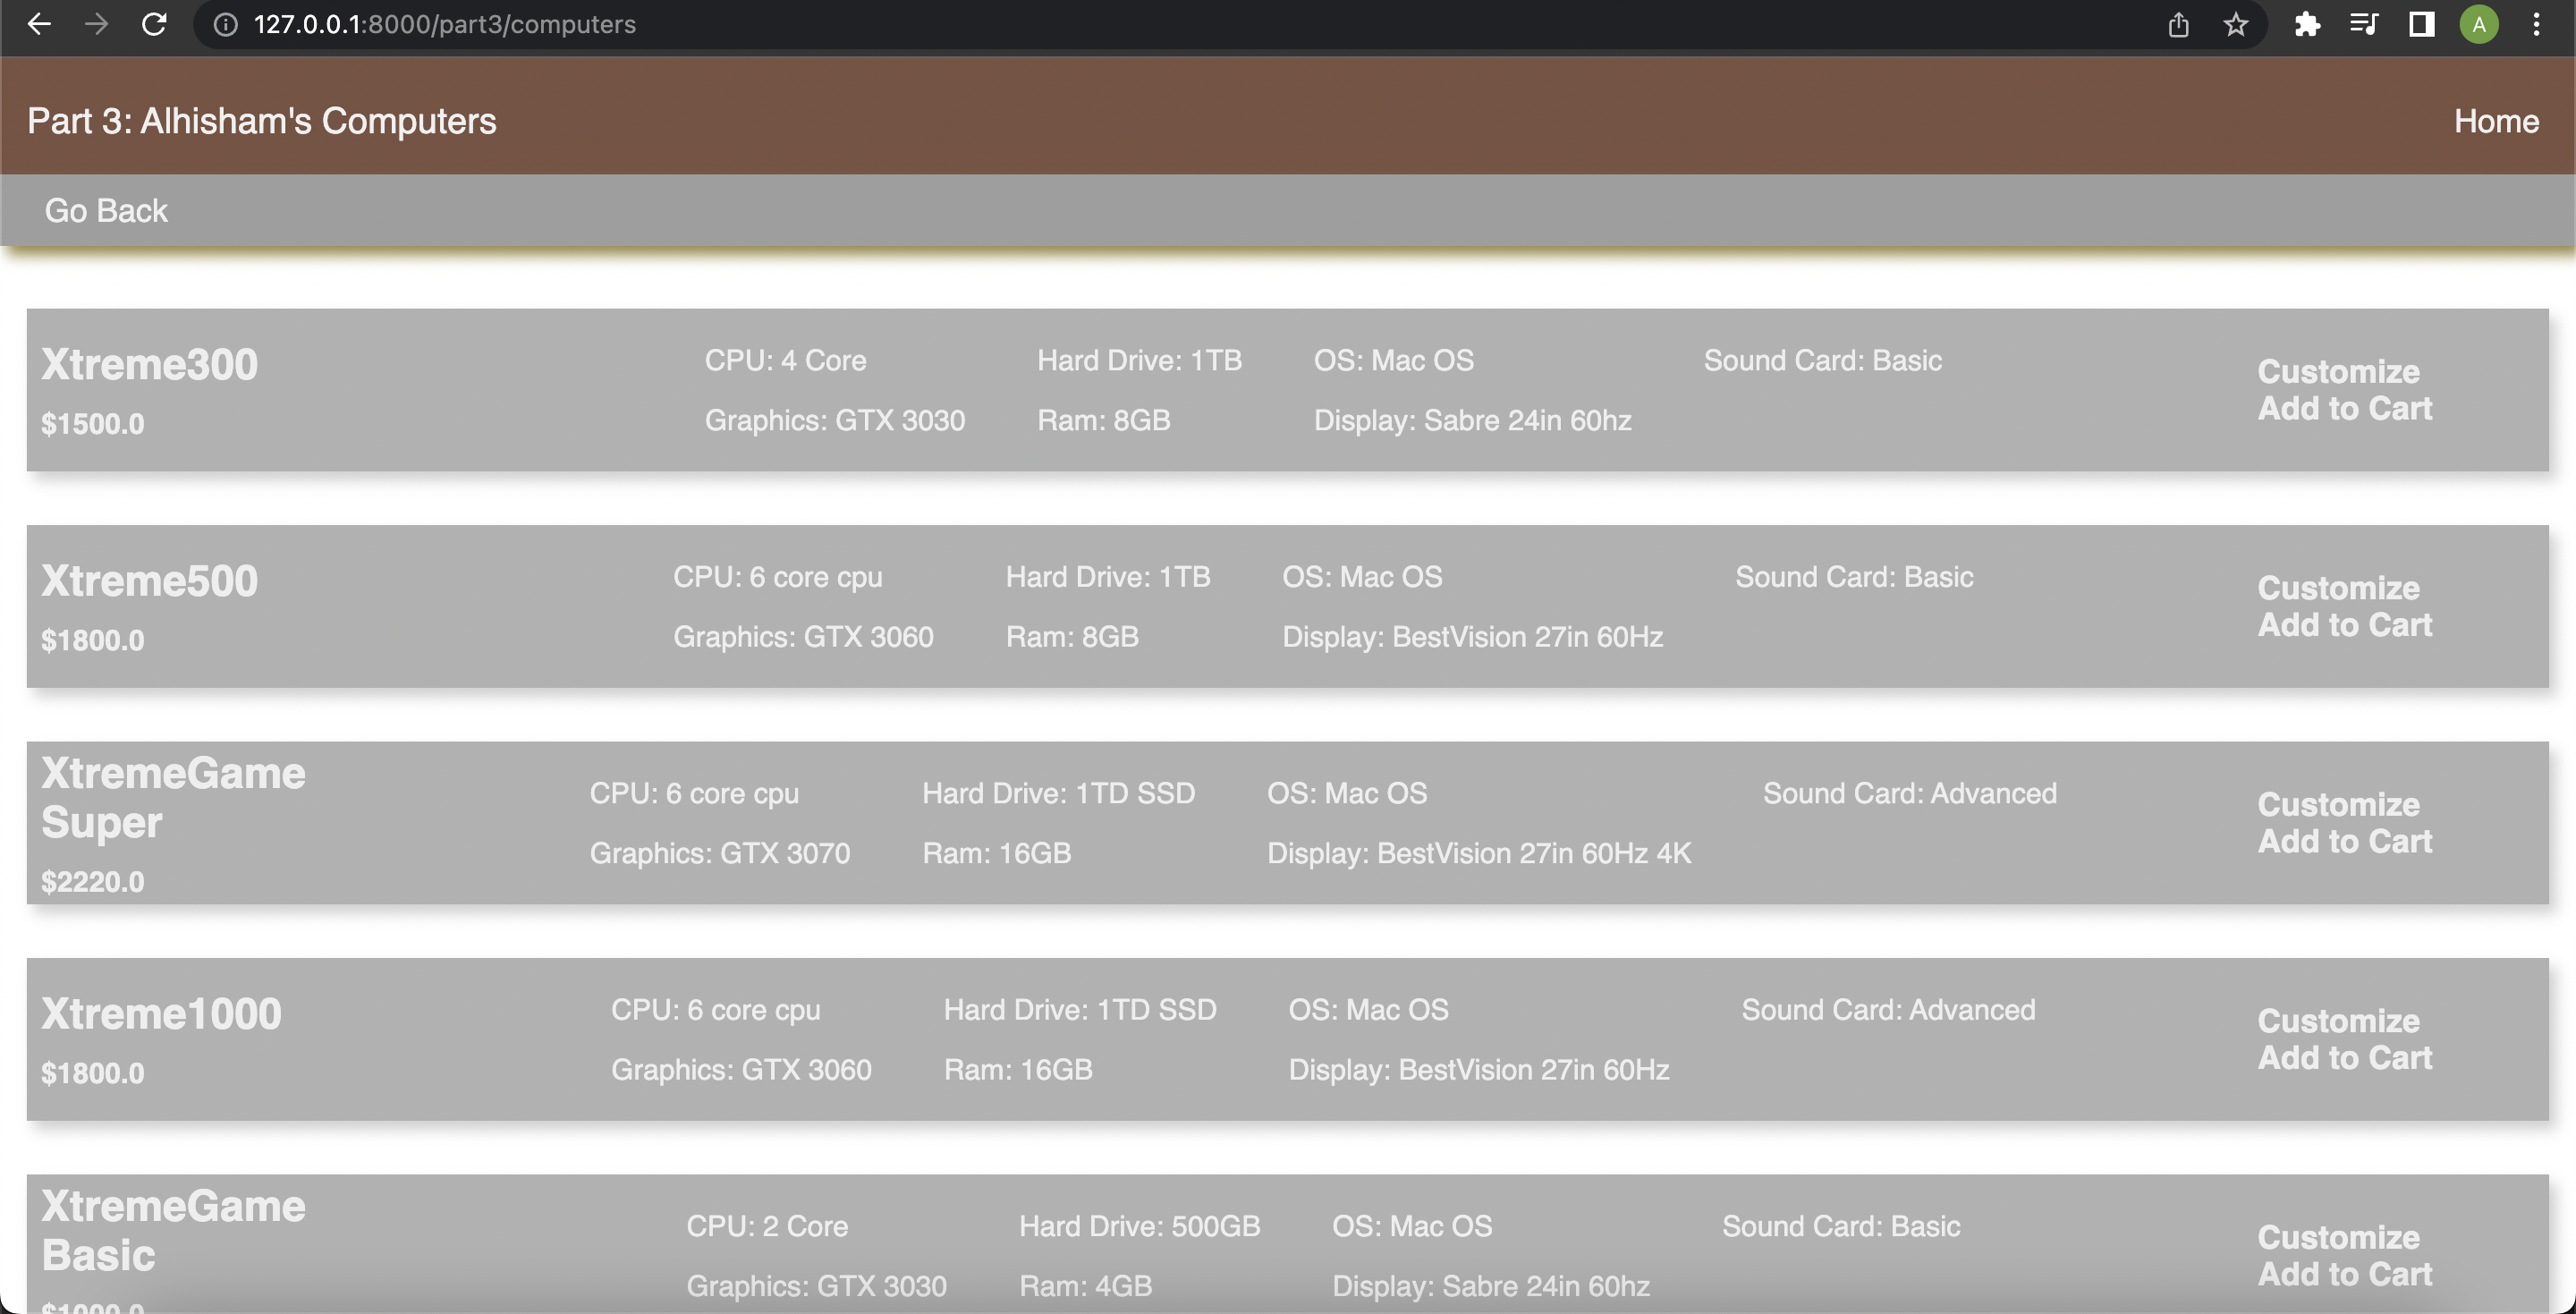 127.0.0.1:8000/part3/computers
A
Part 3: Alhisham's Computers
Home
Go Back
Xtreme300
$1500.0
CPU: 4 Core
Hard Drive: 1TB
OS: Mac OS
Sound Card: Basic
Graphics: GTX 3030
Ram: 8GB
Display: Sabre 24in 60hz
Customize
Add to Cart
Xtreme500
$1800.0
CPU: 6 core cpu
Hard Drive: 1TB
OS: Mac OS
Sound Card: Basic
Graphics: GTX 3060
Ram: 8GB
Display: BestVision 27in 60Hz
Customize
Add to Cart
XtremeGame
Super
$2220.0
CPU: 6 core cpu
Hard Drive: 1TD SSD
OS: Mac OS
Sound Card: Advanced
Graphics: GTX 3070
Ram: 16GB
Display: BestVision 27in 60Hz 4K
Customize
Add to Cart
Xtreme1000
$1800.0
CPU: 6 core cpu
Hard Drive: 1TD SSD
OS: Mac OS
Sound Card: Advanced
Graphics: GTX 3060
Ram: 16GB
Display: BestVision 27in 60Hz
Customize
Add to Cart
XtremeGame
Basic
$1000.0
CPU: 2 Core
Hard Drive: 500GB
OS: Mac OS
Sound Card: Basic
Graphics: GTX 3030
Ram: 4GB
Display: Sabre 24in 60hz
Customize
Add to Cart